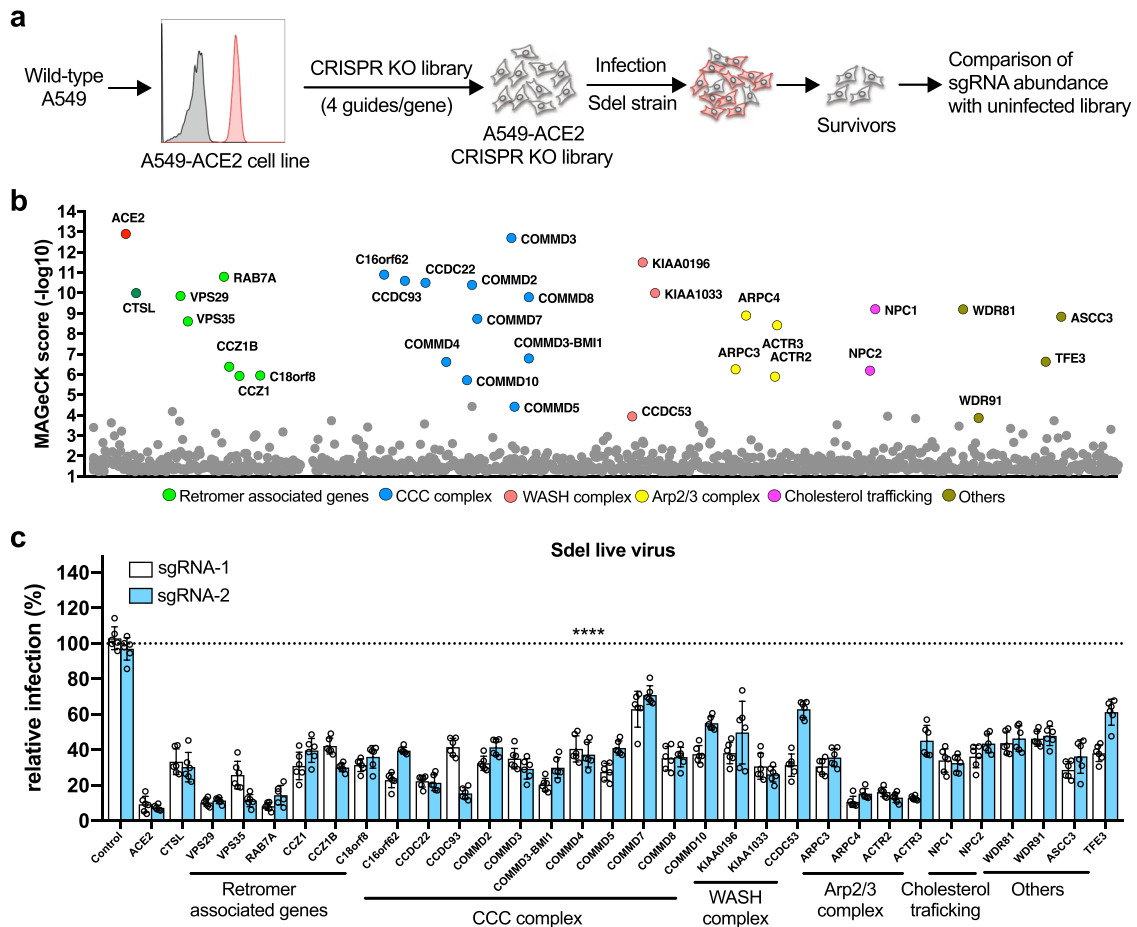 a
Wild-type
A549
A549-ACE2 cell line
CRISPR KO library
(4 guides/gene)
A549-ACE2
CRISPR KO library
Infection
Sdel strain
Survivors
Comparison of
sgRNA abundance
with uninfected library
b
MAGeCK score (-log10)
14
13
12
11
10
9
8
7
6
5
4
3
2
1
ACE2
CTSL
VPS29
VPS35
RAB7A
CCZ1B
CCZ1
C18orf8
C16orf62
CCDC93
CCDC22
COMMD3
COMMD2
COMMD8
COMMD7
COMMD4
COMMD3-BMI1
COMMD10
COMMD5
KIAA0196
KIAA1033
CCDC53
ARPC4
ARPC3
ACTR3
ACTR2
NPC1
NPC2
WDR81
WDR91
ASCC3
TFE3
Retromer associated genes
CCC complex
WASH complex
Arp2/3 complex
Cholesterol trafficking
Others
c
Sdel live virus
sgRNA-1
sgRNA-2
****
relative infection (%)
140
120
100
80
60
40
20
0
Control
ACE2
CTSL
VPS29
VPS35
RAB7A
CCZ1
CCZ1B
C18orf8
C16orf62
CCDC22
CCDC93
COMMD2
COMMD3
COMMD3-BMI1
COMMD4
COMMD5
COMMD7
COMMD8
COMMD10
KIAA0196
KIAA1033
CCDC53
ARPC3
ARPC4
ACTR2
ACTR3
NPC1
NPC2
WDR81
WDR91
ASCC3
TFE3
Retromer
associated genes
CCC complex
WASH
complex
Arp2/3
complex
Cholesterol
traficking
Others